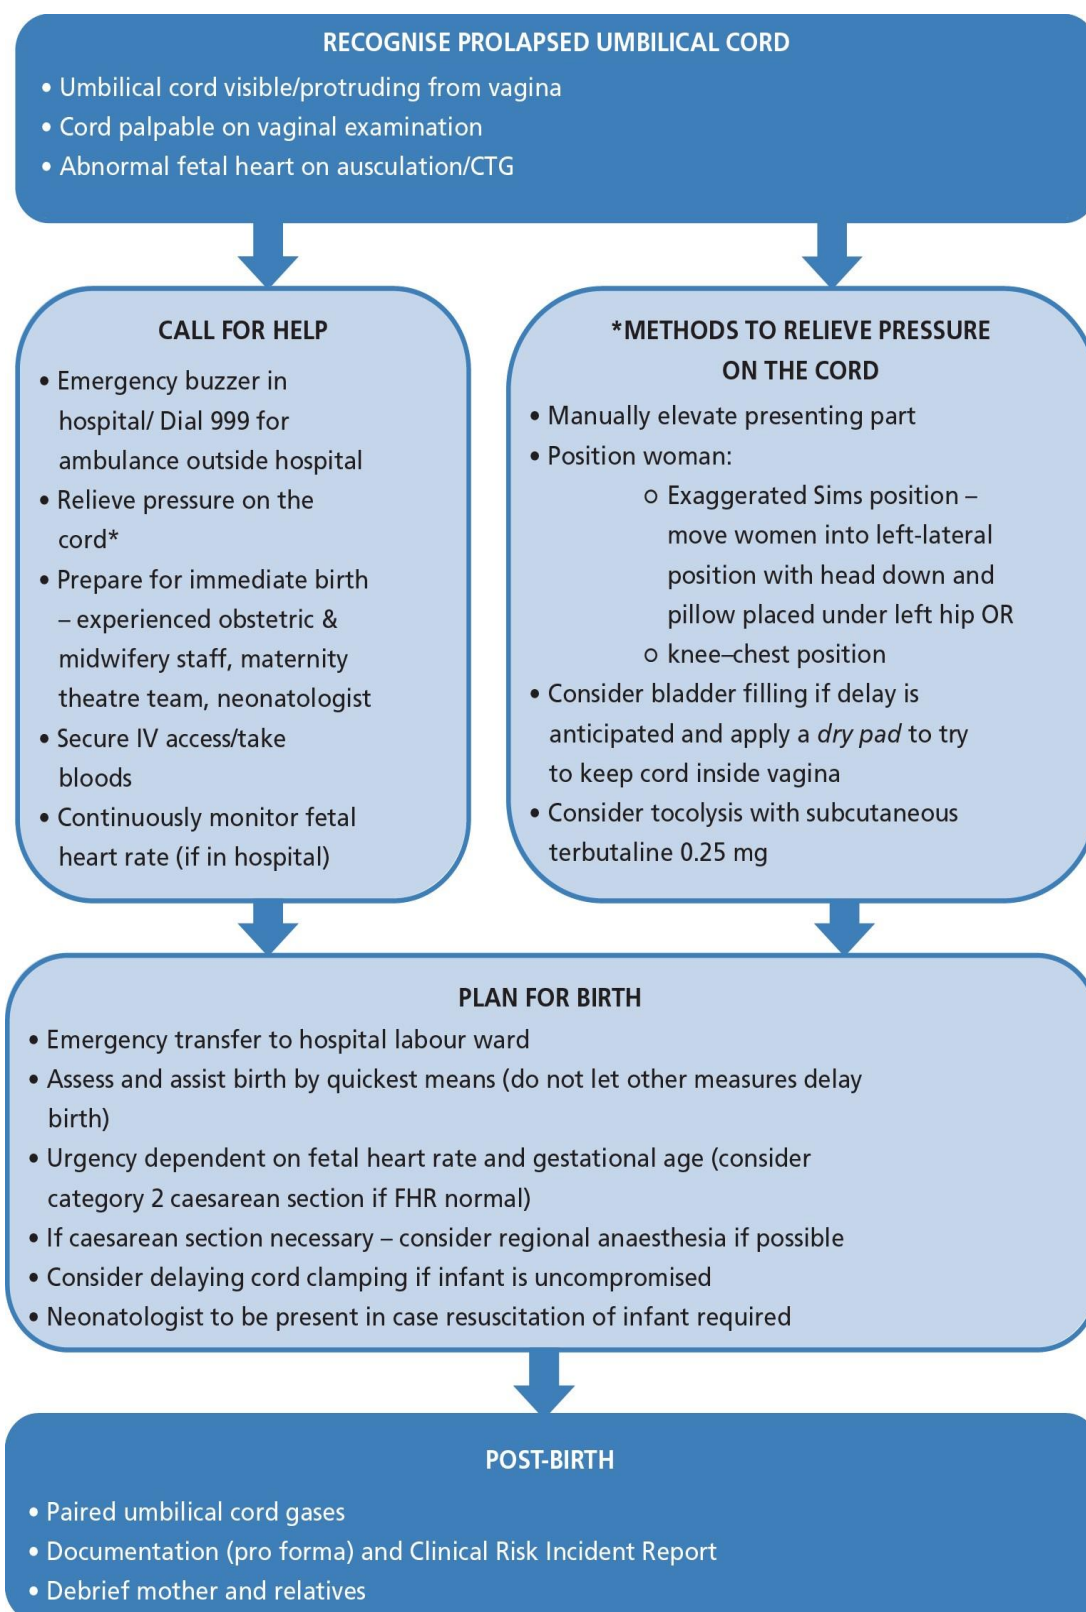 RECOGNISE PROLAPSED UMBILICAL CORD
• Umbilical cord visible/protruding from vagina
• Cord palpable on vaginal examination
• Abnormal fetal heart on ausculation/CTG
CALL FOR HELP
• Emergency buzzer in
hospital/ Dial 999 for
ambulance outside hospital
• Relieve pressure on the
cord*
• Prepare for immediate birth
– experienced obstetric &
midwifery staff, maternity
theatre team, neonatologist
• Secure IV access/take
bloods
• Continuously monitor fetal
heart rate (if in hospital)
*METHODS TO RELIEVE PRESSURE
ON THE CORD
• Manually elevate presenting part
• Position woman:
o Exaggerated Sims position –
move women into left-lateral
position with head down and
pillow placed under left hip OR
o knee–chest position
• Consider bladder filling if delay is
anticipated and apply a dry pad to try
to keep cord inside vagina
• Consider tocolysis with subcutaneous
terbutaline 0.25 mg
PLAN FOR BIRTH
• Emergency transfer to hospital labour ward
• Assess and assist birth by quickest means (do not let other measures delay
birth)
• Urgency dependent on fetal heart rate and gestational age (consider
category 2 caesarean section if FHR normal)
• If caesarean section necessary – consider regional anaesthesia if possible
• Consider delaying cord clamping if infant is uncompromised
• Neonatologist to be present in case resuscitation of infant required
POST-BIRTH
• Paired umbilical cord gases
• Documentation (pro forma) and Clinical Risk Incident Report
• Debrief mother and relatives